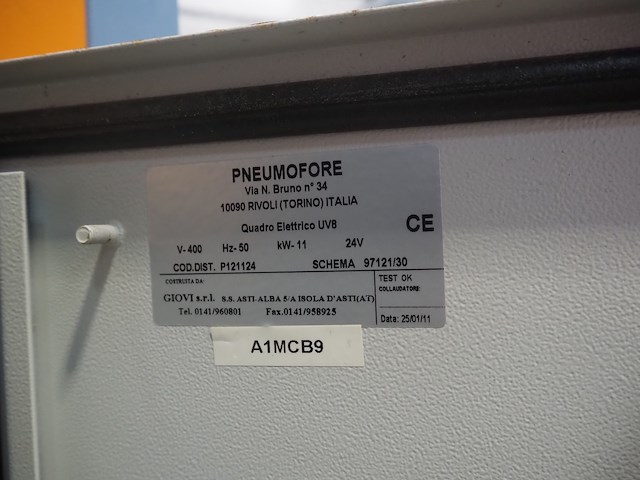 PNEUMOFORE
Via N. Bruno n° 34
10090 RIVOLI (TORINO) ITALIA
Quadro Elettrico UV8
CE
V- 400 Hz- 50 kW- 11 24V
COD.DIST. P121124 SCHEMA 97121/30
COSTRUITA DA:
GIOVI s.r.l. S.S. ASTI-ALBA 5/A ISOLA D'ASTI(AT)
Tel. 0141/960801 Fax.0141/958925
TEST OK
COLLAUDATORE:
Data: 25/01/11
A1MCB9